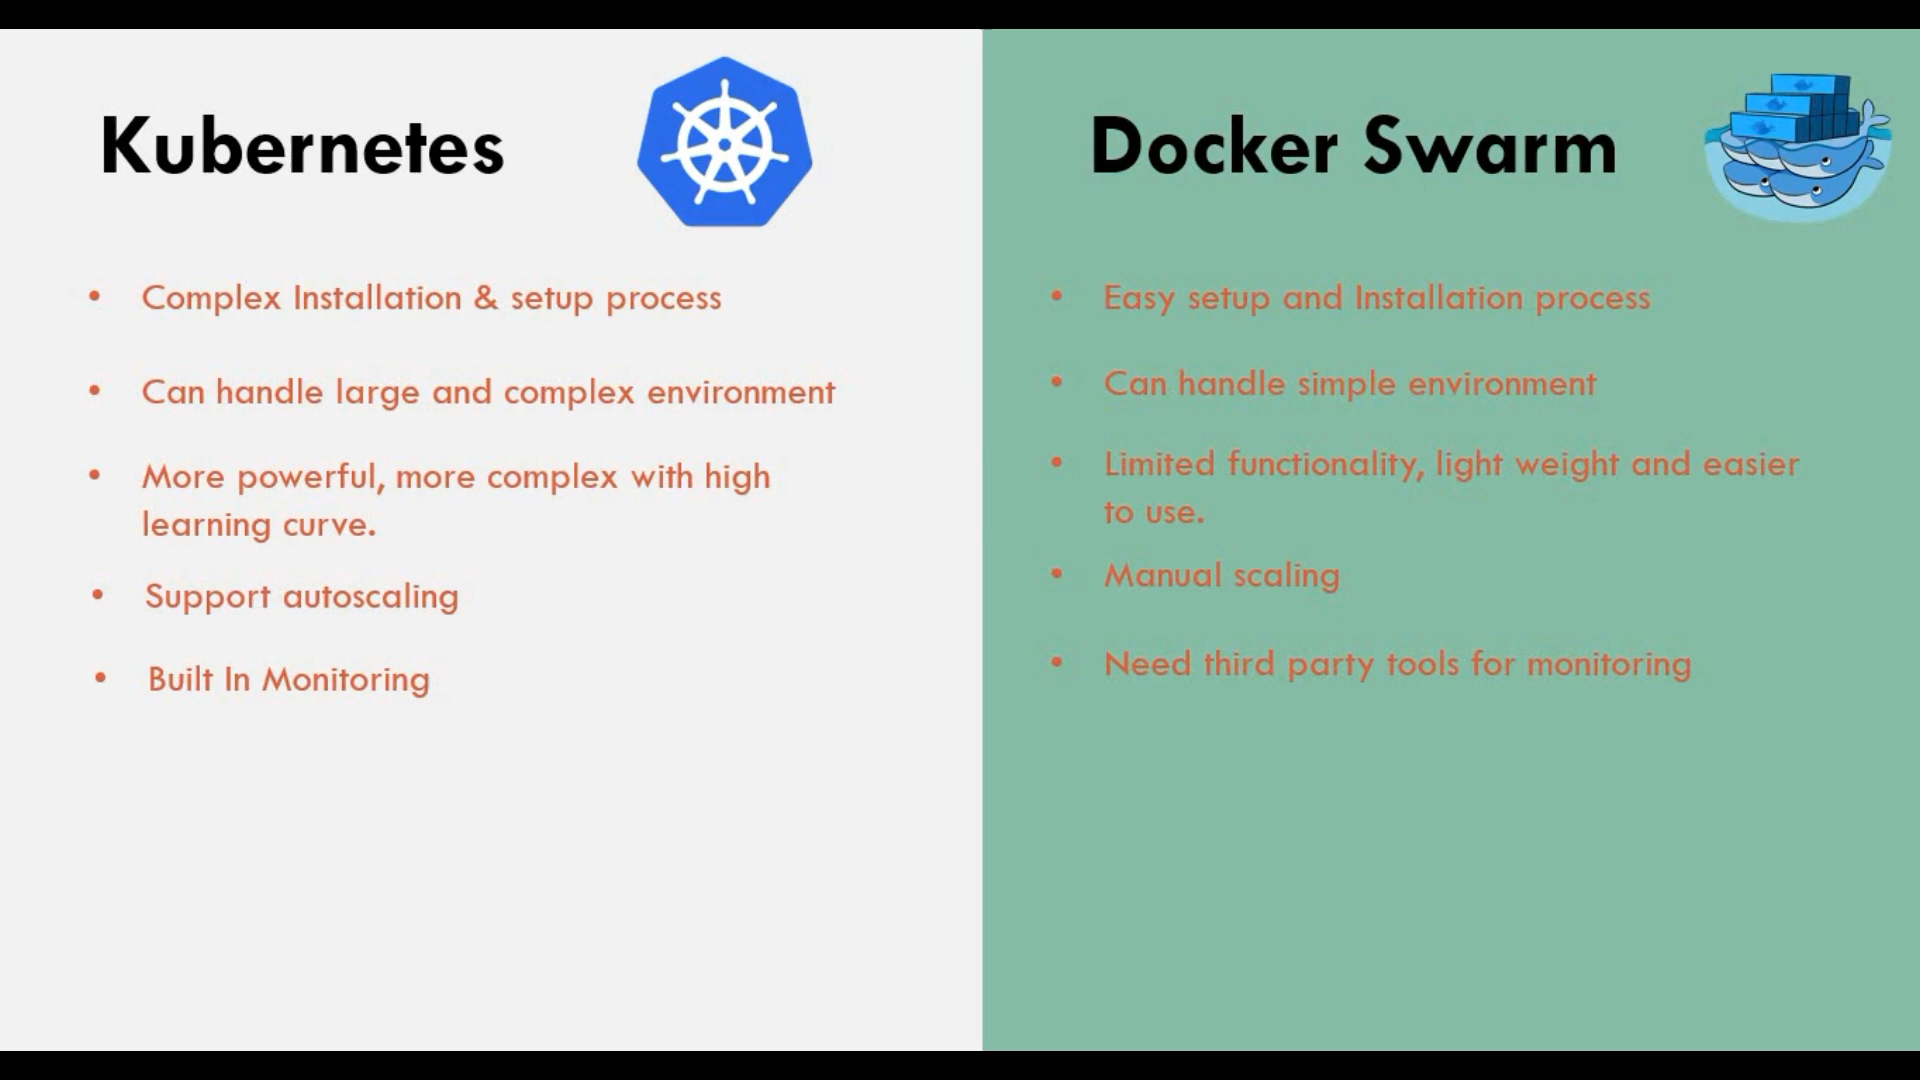 Kubernetes
• Complex Installation & setup process
• Can handle large and complex environment
• More powerful, more complex with high
learning curve.
• Support autoscaling
• Built In Monitoring
Docker Swarm
• Easy setup and Installation process
• Can handle simple environment
• Limited functionality, light weight and easier
to use.
• Manual scaling
• Need third party tools for monitoring